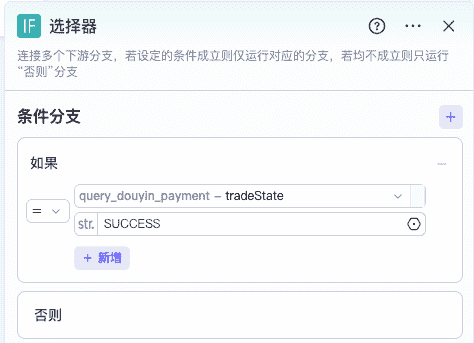 IF 选择器
连接多个下游分支，若设定的条件成立则仅运行对应的分支，若均不成立则只运行
“否则”分支
条件分支
如果
= query_douyin_payment – tradeState
str. SUCCESS
+ 新增
否则